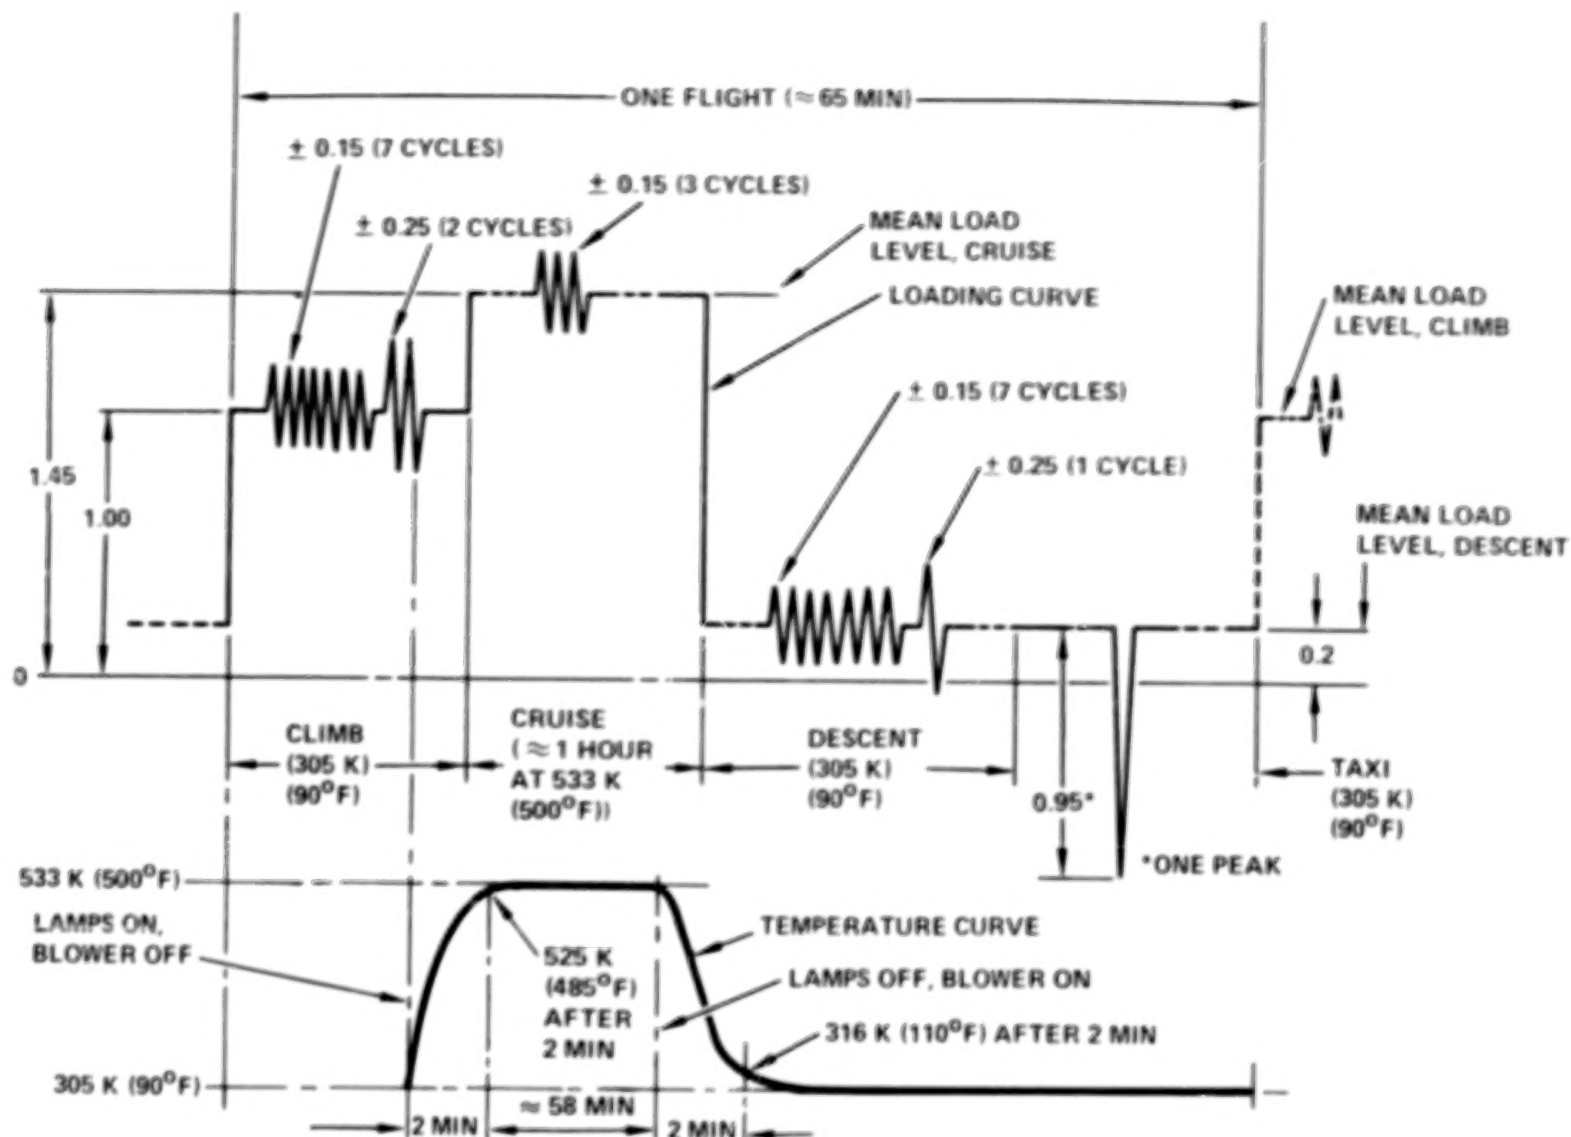 ONE FLIGHT (≈65 MIN)
± 0.15 (7 CYCLES)
± 0.15 (3 CYCLES)
± 0.25 (2 CYCLES)
MEAN LOAD
LEVEL, CRUISE
LOADING CURVE
MEAN LOAD
LEVEL, CLIMB
± 0.15 (7 CYCLES)
± 0.25 (1 CYCLE)
1.45
1.00
MEAN LOAD
LEVEL, DESCENT
0.2
0
CLIMB
(305 K)
(90°F)
CRUISE
(≈1 HOUR
AT 533 K
(500°F))
DESCENT
(305 K)
(90°F)
0.95*
TAXI
(305 K)
(90°F)
*ONE PEAK
533 K (500°F)
LAMPS ON,
BLOWER OFF
525 K
(485°F)
AFTER
2 MIN
TEMPERATURE CURVE
LAMPS OFF, BLOWER ON
316 K (110°F) AFTER 2 MIN
305 K (90°F)
2 MIN
≈58 MIN
2 MIN